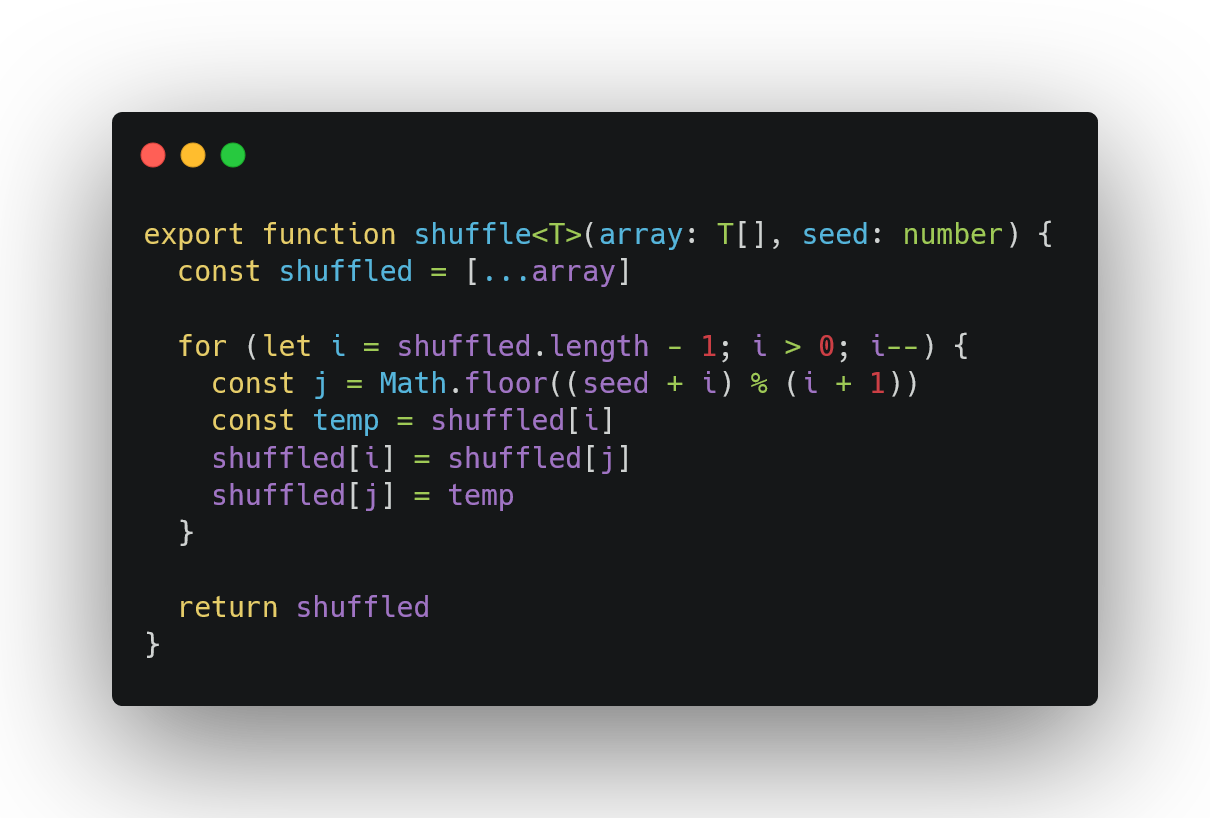 export function shuffle<T>(array: T[], seed: number) {
  const shuffled = [...array]

  for (let i = shuffled.length - 1; i > 0; i--) {
    const j = Math.floor((seed + i) % (i + 1))
    const temp = shuffled[i]
    shuffled[i] = shuffled[j]
    shuffled[j] = temp
  }

  return shuffled
}